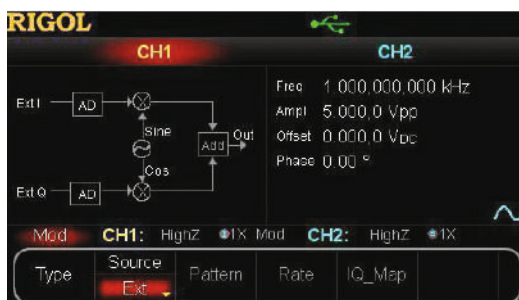 RIGOL
CH1
CH2
Ext I
AD
Sine
Cos
Add
Out
Ext Q
AD
Freq 1.000,000,000 kHz
Ampl 5.000,0 Vpp
Offset 0.000,0 VDC
Phase 0.00 °
Mod CH1: HighZ 1X Mod CH2: HighZ 1X
Type
Source
Ext
Pattern
Rate
IQ_Map